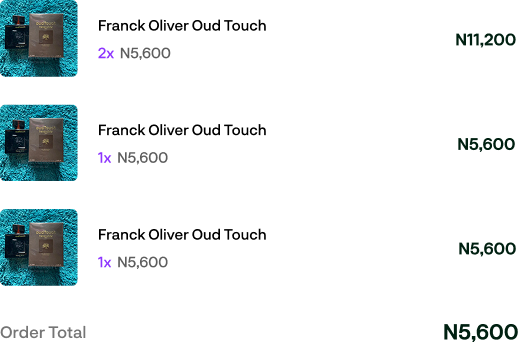 Franck Oliver Oud Touch
2x N5,600
N11,200
Franck Oliver Oud Touch
1x N5,600
N5,600
Franck Oliver Oud Touch
1x N5,600
N5,600
Order Total
N5,600